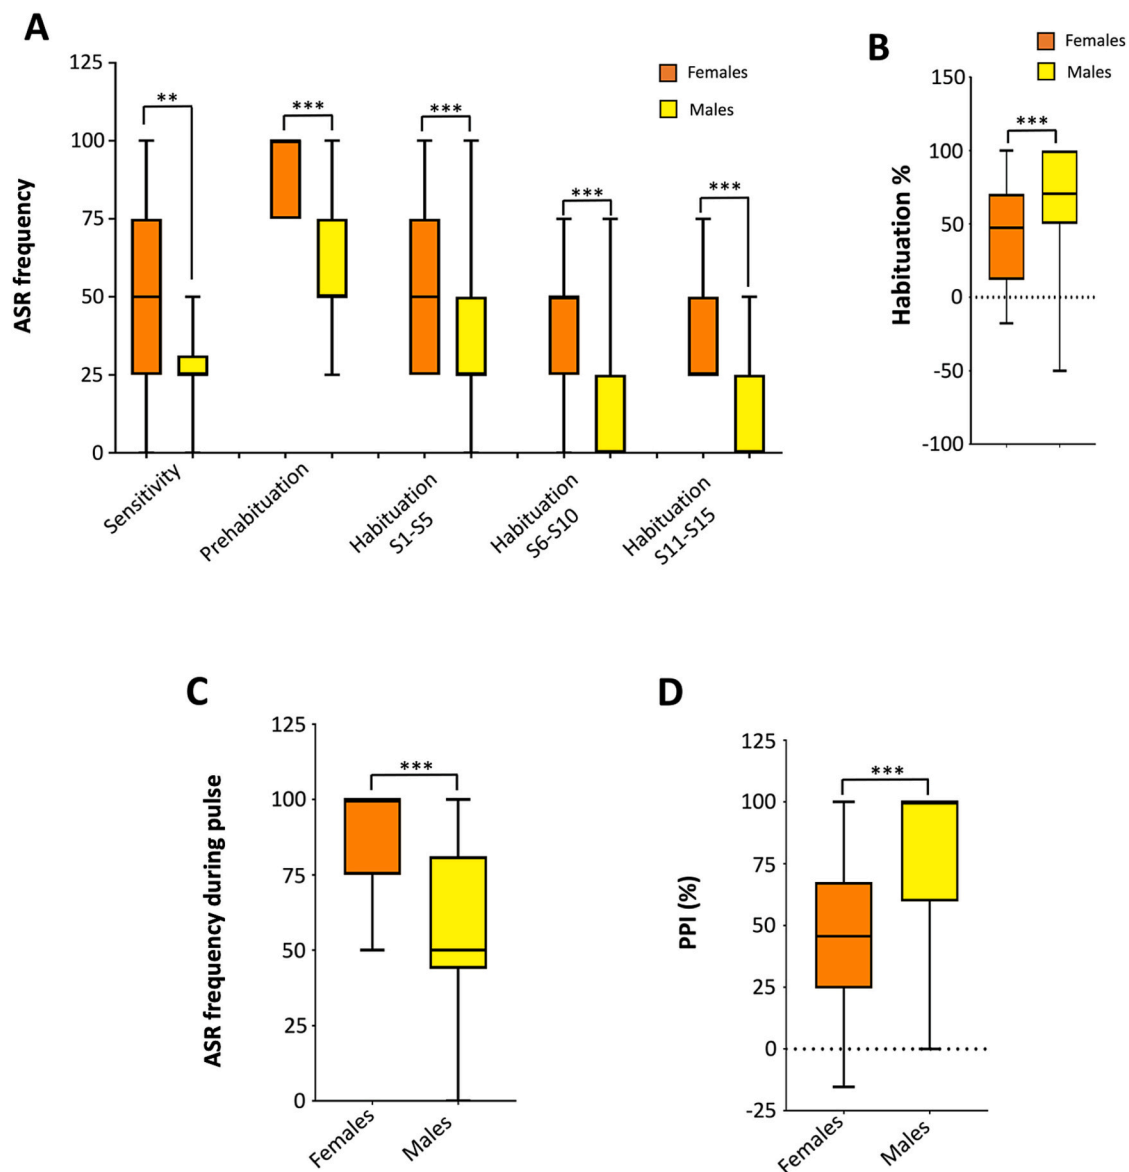 A
ASR frequency
125
100
75
50
25
0
**
***
***
***
***
Females
Males
Sensitivity
Prehabituation
Habituation
S1-S5
Habituation
S6-S10
Habituation
S11-S15
B
Females
Males
Habituation %
150
100
50
0
-50
-100
***
C
ASR frequency during pulse
125
100
75
50
25
0
***
Females
Males
D
PPI (%)
125
100
75
50
25
0
-25
***
Females
Males